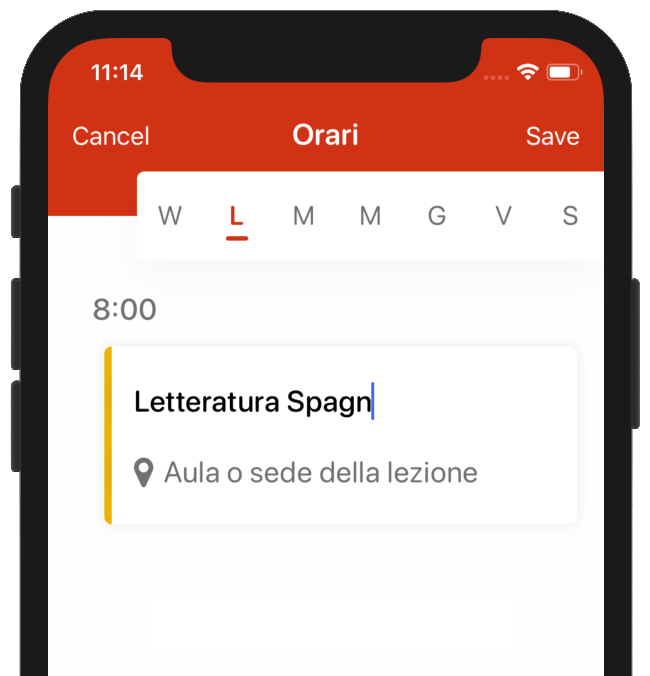 11:14
Cancel Orari Save
W L M M G V S
8:00
Letteratura Spagn
Aula o sede della lezione